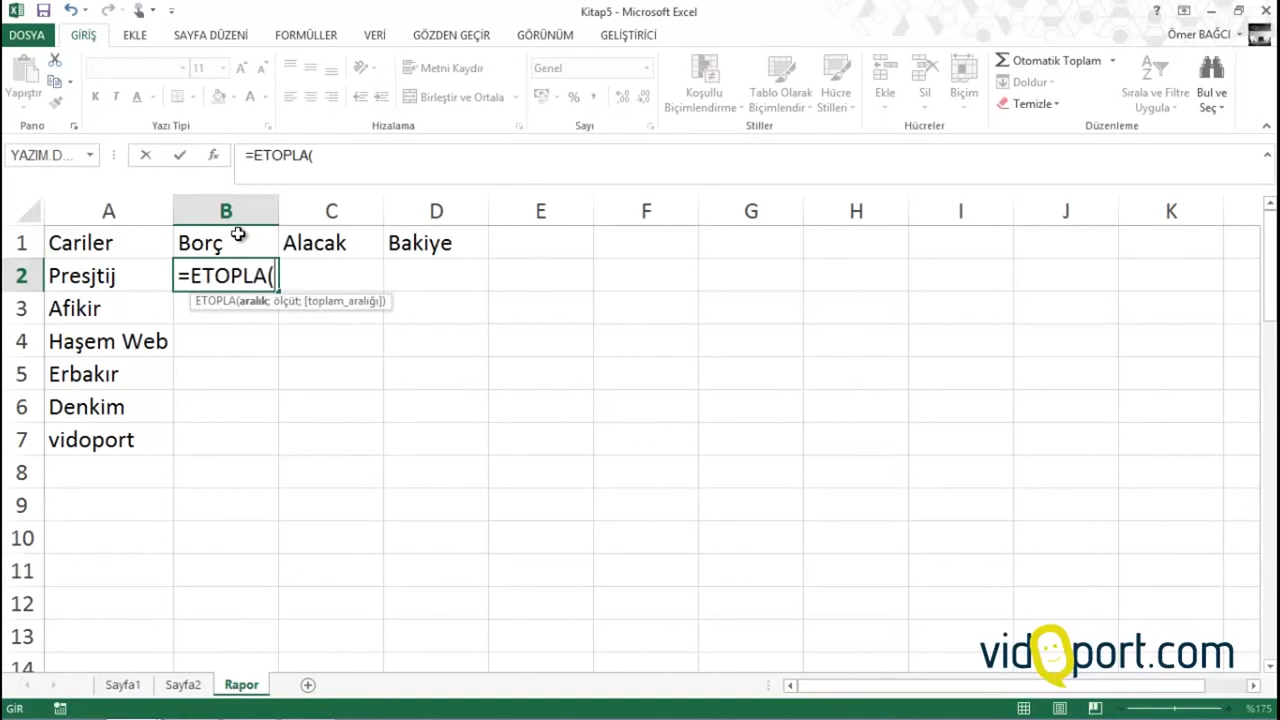 Kitap5 - Microsoft Excel
DOSYA GİRİŞ EKLE SAYFA DÜZENİ FORMÜLLER VERİ GÖZDEN GEÇİR GÖRÜNÜM GELİŞTİRİCİ Ömer BAĞCI
Yapıştır
11
K T A
Metni Kaydır
Birleştir ve Ortala
Genel
Koşullu Biçimlendirme
Tablo Olarak Biçimlendir
Hücre Stilleri
Ekle Sil Biçim
Otomatik Toplam
Doldur
Temizle
Sırala ve Filtre Uygula
Bul ve Seç
Pano Yazı Tipi Hizalama Sayı Stiller Hücreler Düzenleme
YAZIM.D... fx =ETOPLA(
A B C D E F G H I J K
1 Cariler Borç Alacak Bakiye
2 Presjtij =ETOPLA(
ETOPLA(aralık; ölçüt; [toplam_aralığı])
3 Afikir
4 Haşem Web
5 Erbakır
6 Denkim
7 vidoport
8
9
10
11
12
13
14
vidoport.com
Sayfa1 Sayfa2 Rapor
GİR %175